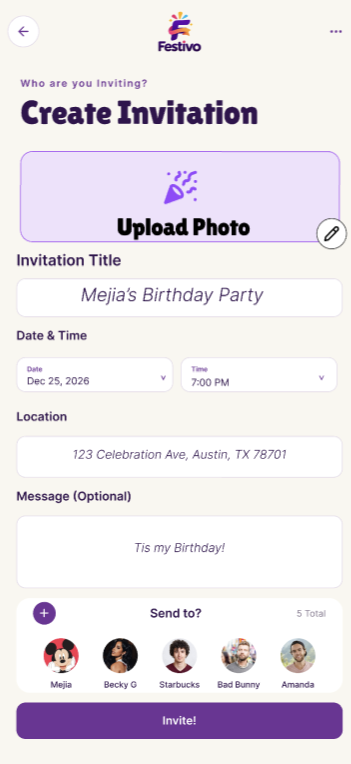 Festivo
Who are you Inviting?
Create Invitation
Upload Photo
Invitation Title
Mejia's Birthday Party
Date & Time
Date
Dec 25, 2026
Time
7:00 PM
Location
123 Celebration Ave, Austin, TX 78701
Message (Optional)
Tis my Birthday!
Send to?
5 Total
Mejia
Becky G
Starbucks
Bad Bunny
Amanda
Invite!